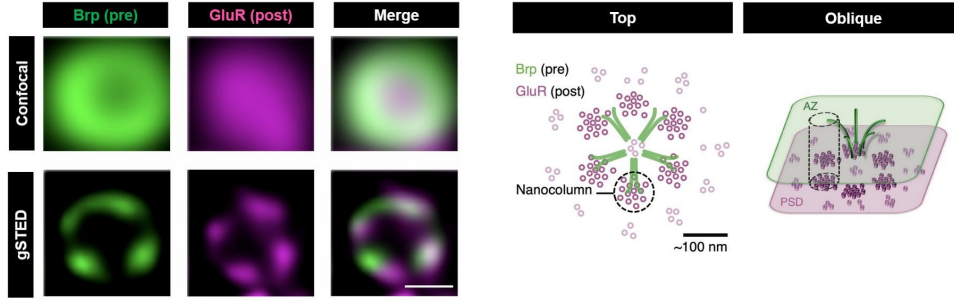 Brp (pre)
GluR (post)
Merge
Confocal
gSTED
Top
Oblique
Brp (pre)
GluR (post)
Nanocolumn
~100 nm
AZ
PSD